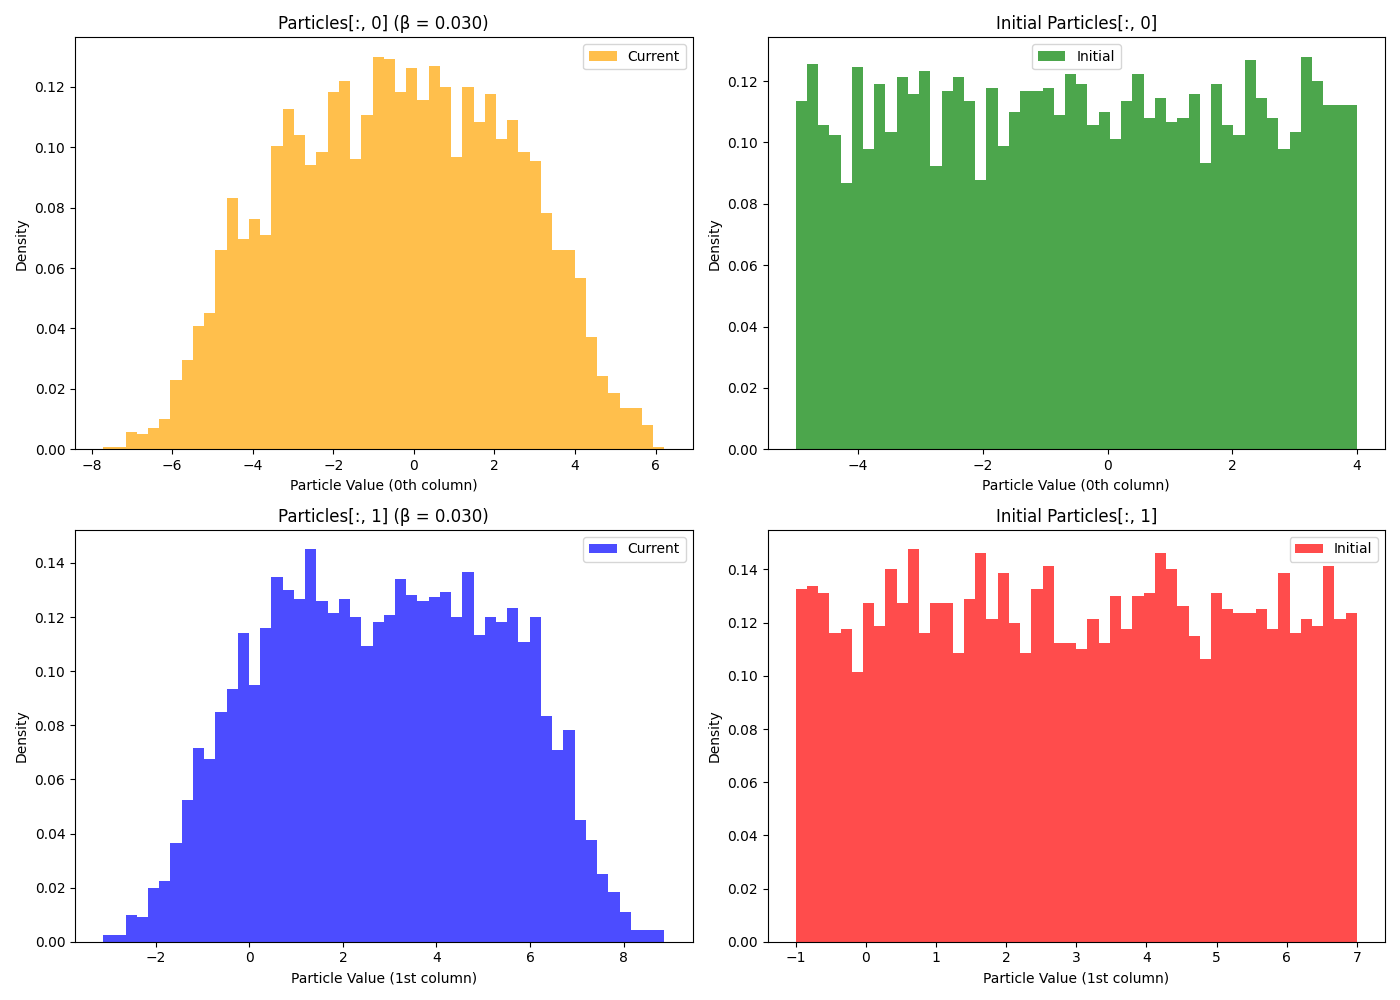 Particles[:, 0] (β = 0.030)
Current
Density
0.12
0.10
0.08
0.06
0.04
0.02
0.00
−8 −6 −4 −2 0 2 4 6
Particle Value (0th column)
Initial Particles[:, 0]
Initial
Density
0.12
0.10
0.08
0.06
0.04
0.02
0.00
−4 −2 0 2 4
Particle Value (0th column)
Particles[:, 1] (β = 0.030)
Current
Density
0.14
0.12
0.10
0.08
0.06
0.04
0.02
0.00
−2 0 2 4 6 8
Particle Value (1st column)
Initial Particles[:, 1]
Initial
Density
0.14
0.12
0.10
0.08
0.06
0.04
0.02
0.00
−1 0 1 2 3 4 5 6 7
Particle Value (1st column)